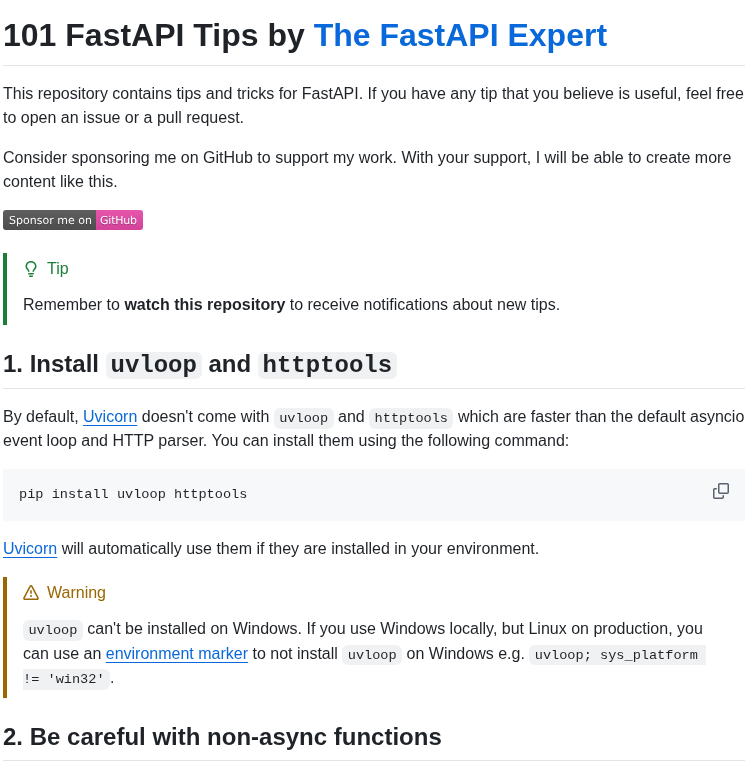 101 FastAPI Tips by The FastAPI Expert
This repository contains tips and tricks for FastAPI. If you have any tip that you believe is useful, feel free
to open an issue or a pull request.
Consider sponsoring me on GitHub to support my work. With your support, I will be able to create more
content like this.
Sponsor me on GitHub
Tip
Remember to watch this repository to receive notifications about new tips.
1. Install uvloop and httptools
By default, Uvicorn doesn't come with uvloop and httptools which are faster than the default asyncio
event loop and HTTP parser. You can install them using the following command:
pip install uvloop httptools
Uvicorn will automatically use them if they are installed in your environment.
Warning
uvloop can't be installed on Windows. If you use Windows locally, but Linux on production, you
can use an environment marker to not install uvloop on Windows e.g. uvloop; sys_platform
!= 'win32'.
2. Be careful with non-async functions